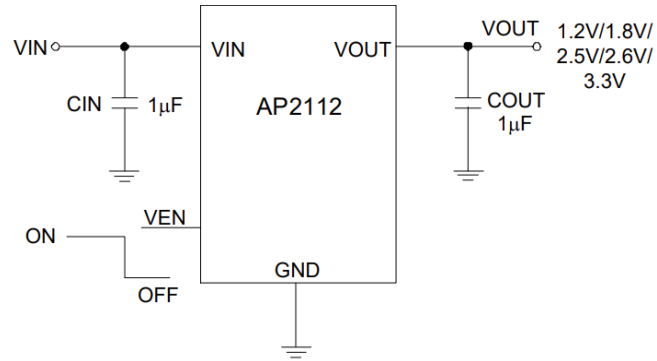 VIN
VIN
VOUT
VOUT
1.2V/1.8V/
2.5V/2.6V/
3.3V
CIN
1μF
AP2112
COUT
1μF
VEN
ON
OFF
GND